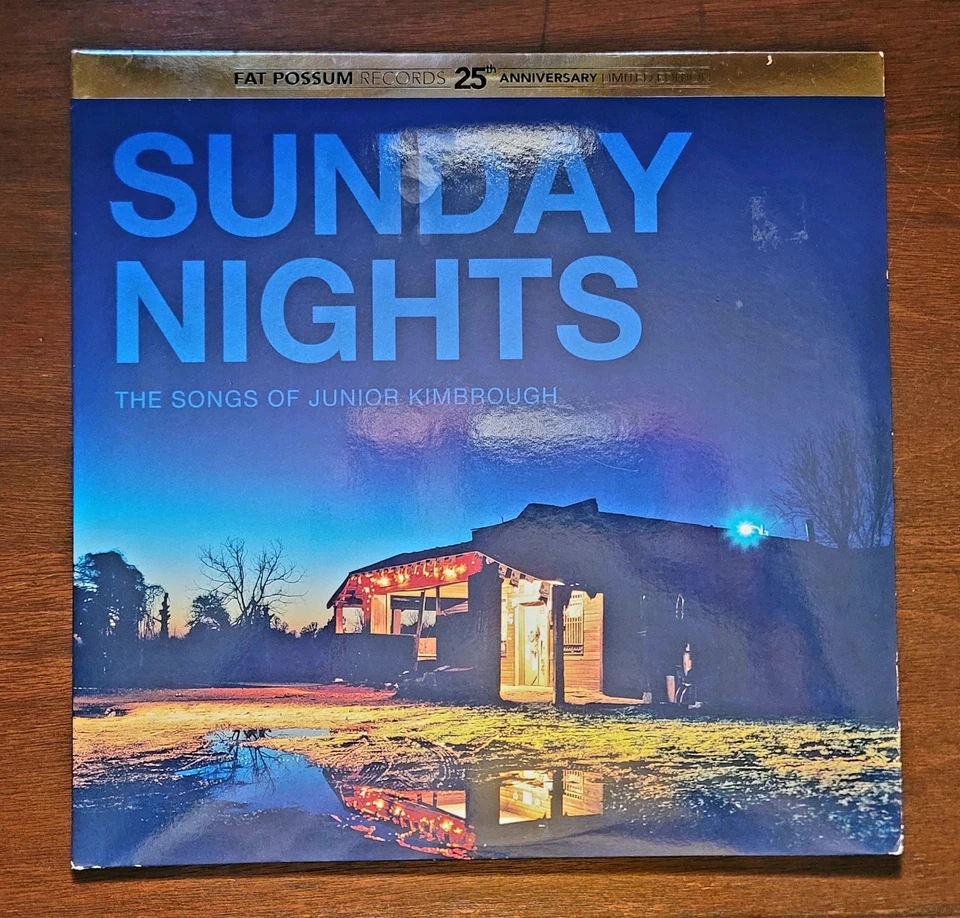 FAT POSSUM RECORDS 25th ANNIVERSARY LIMITED EDITION
SUNDAY
NIGHTS
THE SONGS OF JUNIOR KIMBROUGH